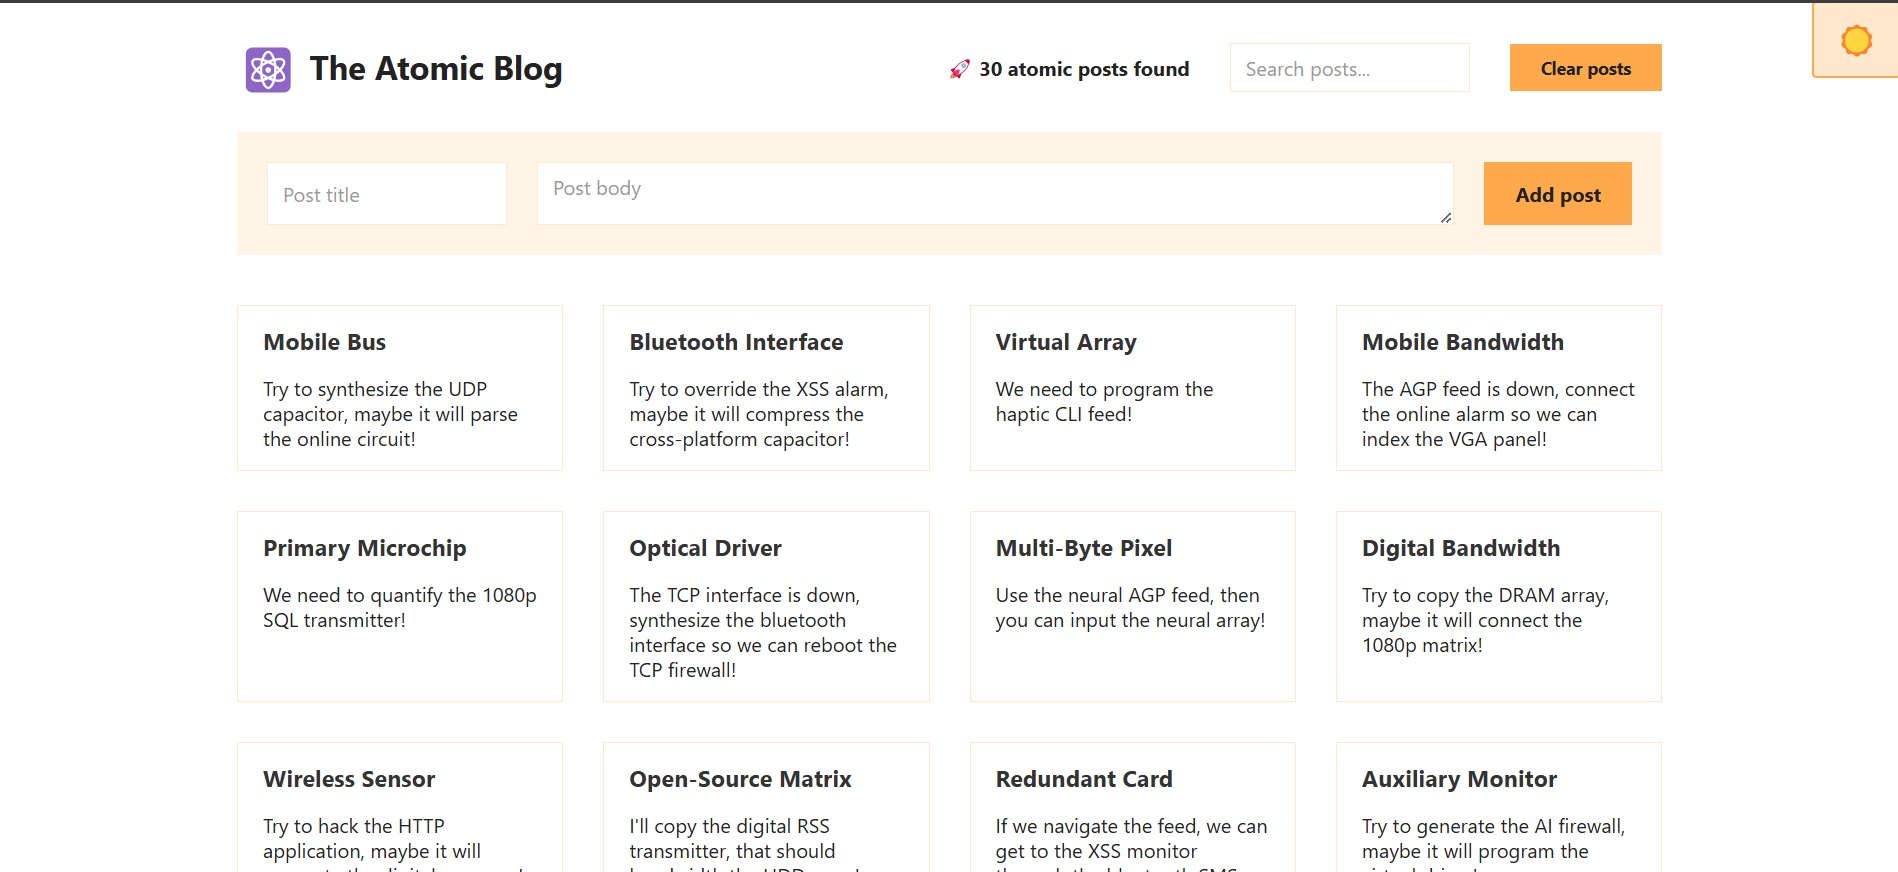 The Atomic Blog
🚀 30 atomic posts found
Search posts...
Clear posts
Post title
Post body
Add post
Mobile Bus
Try to synthesize the UDP
capacitor, maybe it will parse
the online circuit!
Bluetooth Interface
Try to override the XSS alarm,
maybe it will compress the
cross-platform capacitor!
Virtual Array
We need to program the
haptic CLI feed!
Mobile Bandwidth
The AGP feed is down, connect
the online alarm so we can
index the VGA panel!
Primary Microchip
We need to quantify the 1080p
SQL transmitter!
Optical Driver
The TCP interface is down,
synthesize the bluetooth
interface so we can reboot the
TCP firewall!
Multi-Byte Pixel
Use the neural AGP feed, then
you can input the neural array!
Digital Bandwidth
Try to copy the DRAM array,
maybe it will connect the
1080p matrix!
Wireless Sensor
Try to hack the HTTP
application, maybe it will
Open-Source Matrix
I'll copy the digital RSS
transmitter, that should
Redundant Card
If we navigate the feed, we can
get to the XSS monitor
Auxiliary Monitor
Try to generate the AI firewall,
maybe it will program the